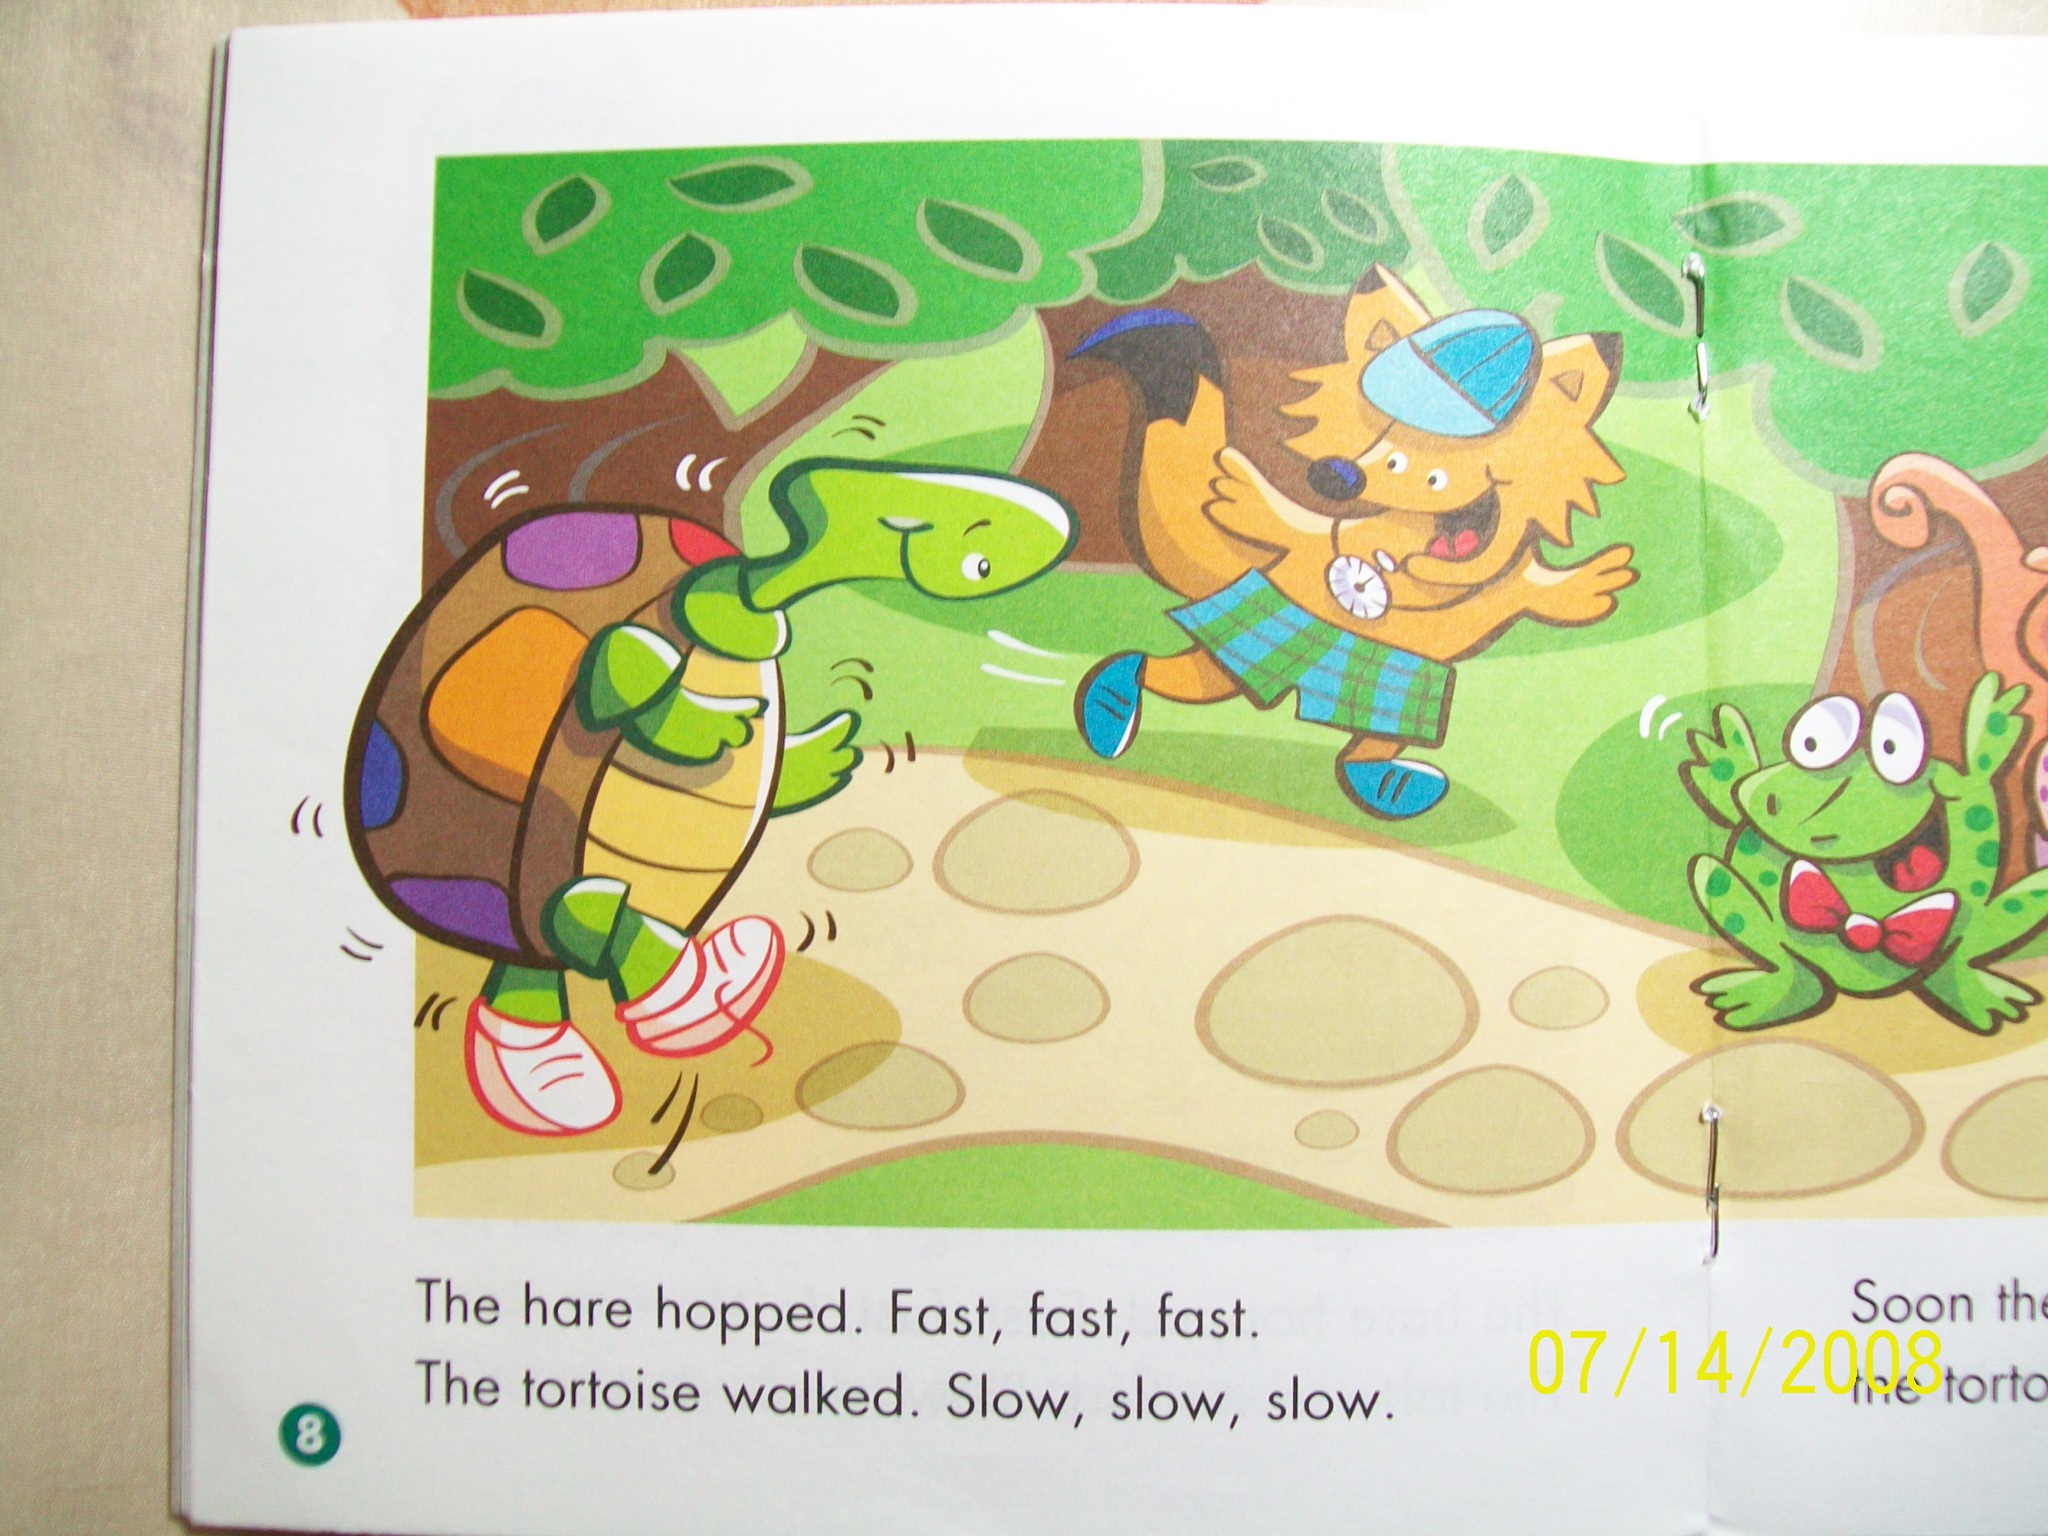 The hare hopped. Fast, fast, fast.
The tortoise walked. Slow, slow, slow.
8
Soon
the
07/14/2008